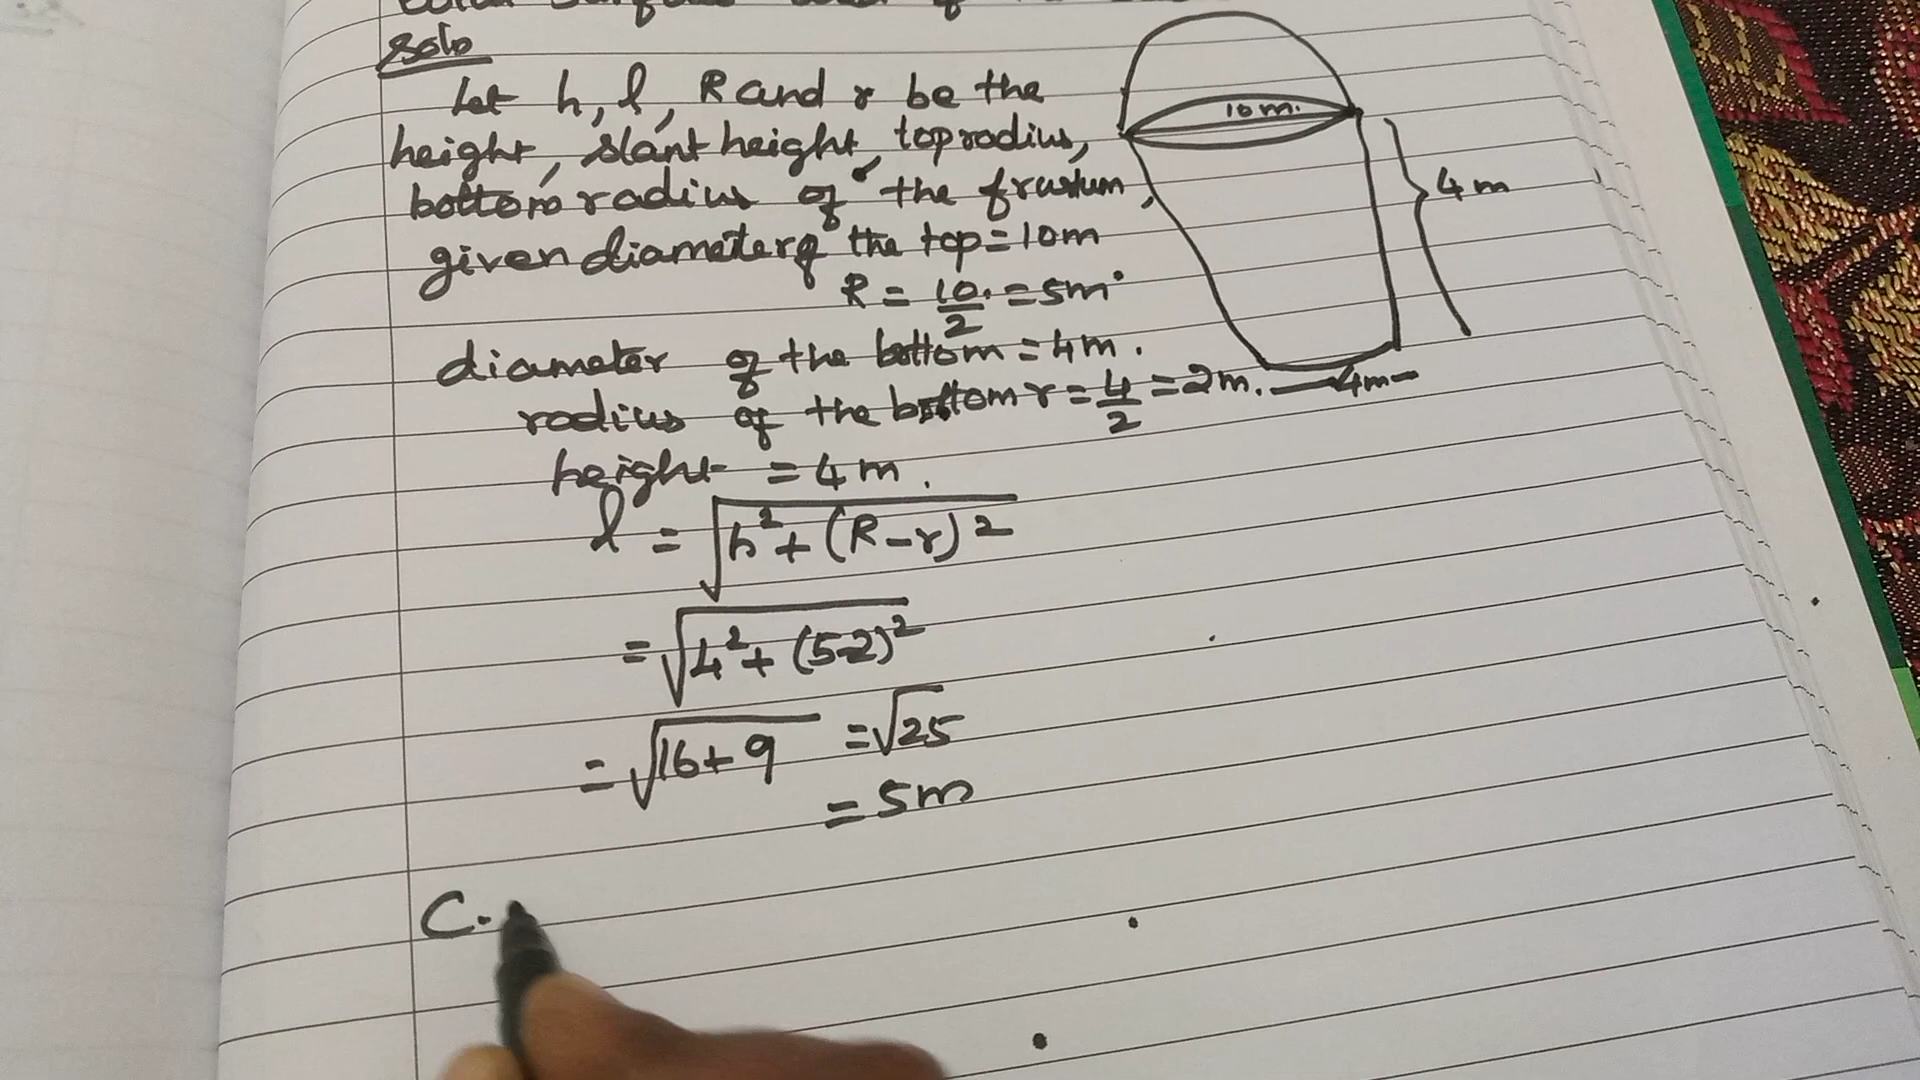 soln
Let h, l, R and r be the
height, slant height, top radius,
bottom radius of the frustum,
given diameter of the top = 10m
R = 10/2 = 5m
diameter of the bottom = 4m.
radius of the bottom r = 4/2 = 2m.
height = 4m.
l = √h²+(R-r)²
= √4²+(5-2)²
= √16+9 = √25
= 5m
C.
10m.
4m
4m